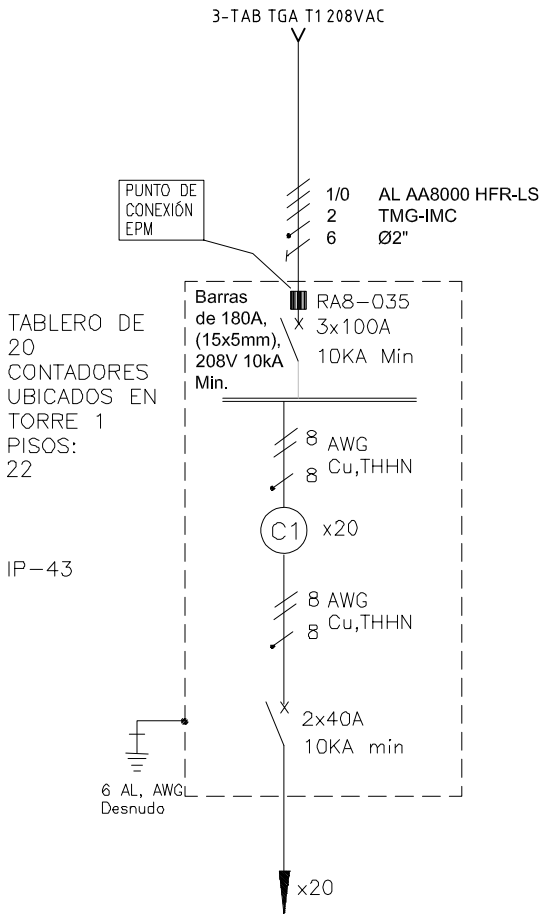 3-TAB TGA T1 208VAC
PUNTO DE
CONEXIÓN
EPM
1/0 AL AA8000 HFR-LS
2 TMG-IMC
6 Ø2"
Barras
de 180A,
(15x5mm),
208V 10kA
Min.
RA8-035
3x100A
10KA Min
TABLERO DE
20
CONTADORES
UBICADOS EN
TORRE 1
PISOS:
22
8 AWG
8 Cu,THHN
C1 x20
IP-43
8 AWG
8 Cu,THHN
2x40A
10KA min
6 AL, AWG
Desnudo
x20